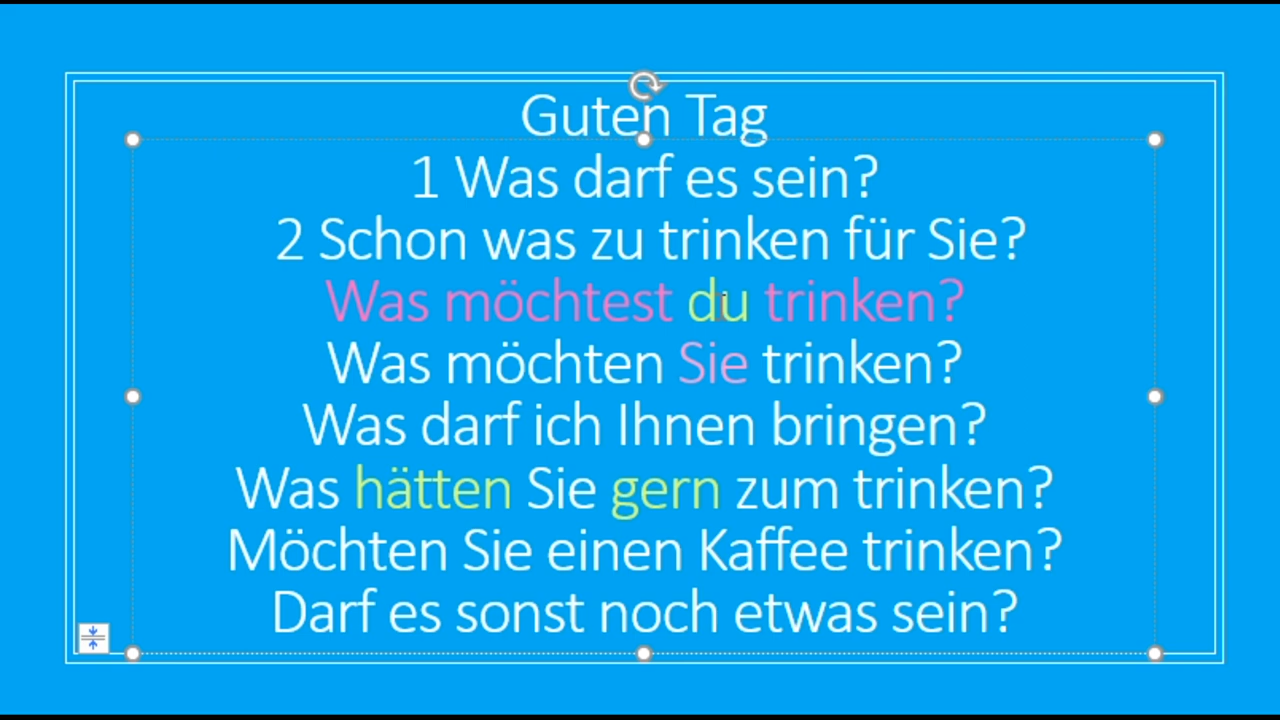 Guten Tag
1 Was darf es sein?
2 Schon was zu trinken für Sie?
Was möchtest du trinken?
Was möchten Sie trinken?
Was darf ich Ihnen bringen?
Was hätten Sie gern zum trinken?
Möchten Sie einen Kaffee trinken?
Darf es sonst noch etwas sein?